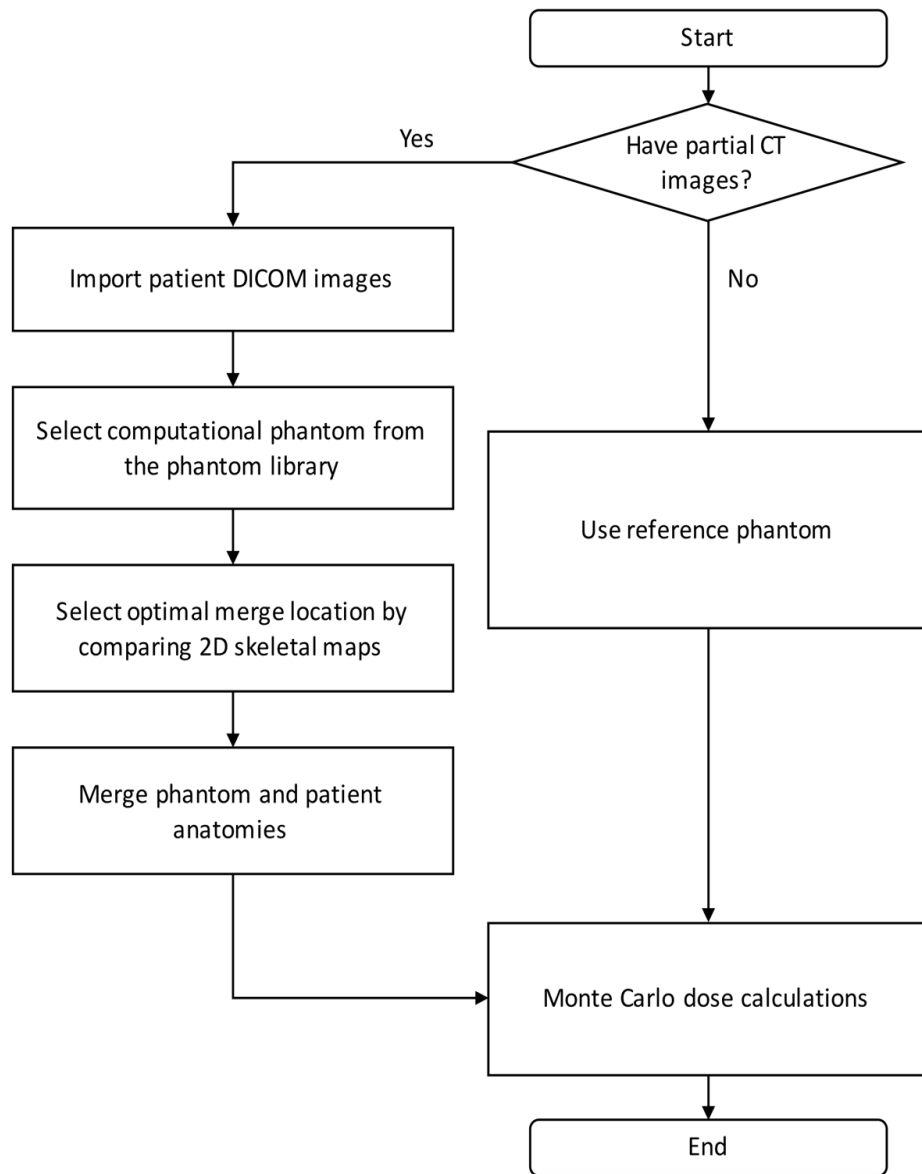 Start
Have partial CT
images?
Yes
No
Import patient DICOM images
Select computational phantom from
the phantom library
Select optimal merge location by
comparing 2D skeletal maps
Merge phantom and patient
anatomies
Use reference phantom
Monte Carlo dose calculations
End